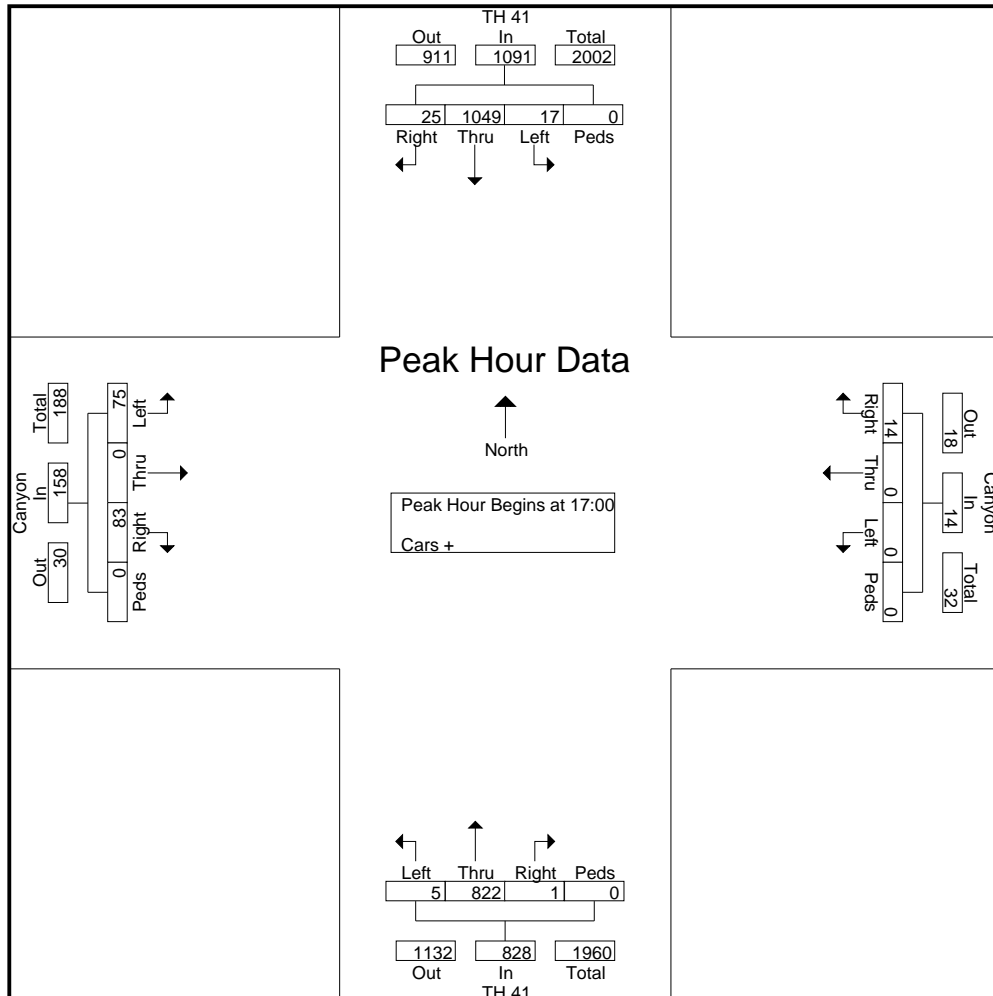 TH 41
Out In Total
911 1091 2002
25 1049 17 0
Right Thru Left Peds
Peak Hour Data
North
Peak Hour Begins at 17:00
Cars +
Canyon
Out In Total
30 158 188
Left Thru Right Peds
75 0 83 0
Canyon
Out In Total
18 14 32
14 0 0 0
Right Thru Left Peds
Left Thru Right Peds
5 822 1 0
1132 828 1960
Out In Total
TH 41